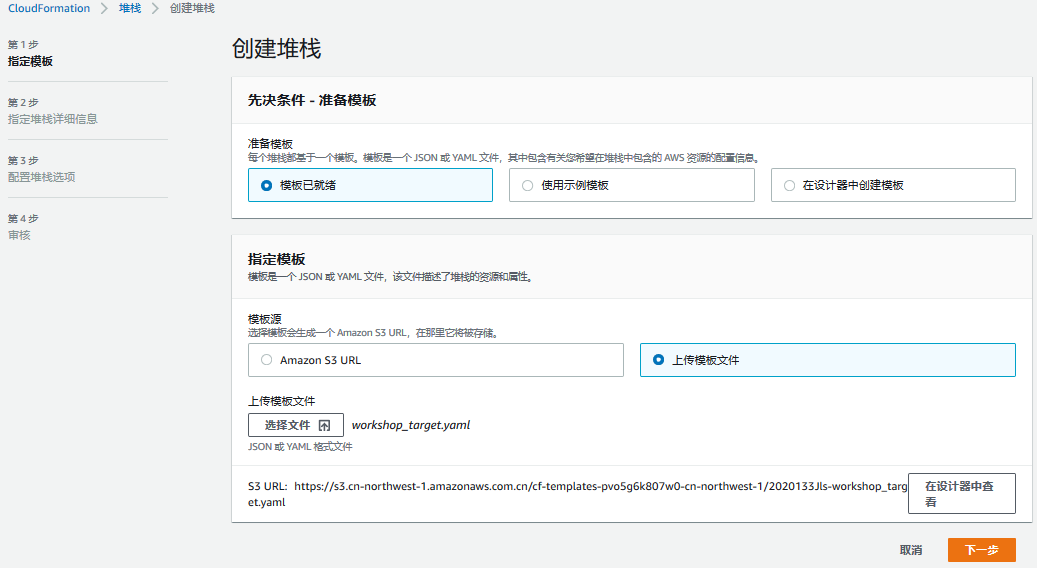 CloudFormation > 堆栈 > 创建堆栈
第 1 步
指定模板
第 2 步
指定堆栈详细信息
第 3 步
配置堆栈选项
第 4 步
审核
创建堆栈
先决条件 - 准备模板
准备模板
每个堆栈都基于一个模板。模板是一个 JSON 或 YAML 文件，其中包含有关您希望在堆栈中包含的 AWS 资源的配置信息。
模板已就绪 使用示例模板 在设计器中创建模板
指定模板
模板是一个 JSON 或 YAML 文件，该文件描述了堆栈的资源和属性。
模板源
选择模板会生成一个 Amazon S3 URL，在那里它将被存储。
Amazon S3 URL 上传模板文件
上传模板文件
选择文件 workshop_target.yaml
JSON 或 YAML 格式文件
S3 URL: https://s3.cn-northwest-1.amazonaws.com.cn/cf-templates-pvo5g6k807w0-cn-northwest-1/2020133Jls-workshop_targ
et.yaml
在设计器中查
看
取消 下一步